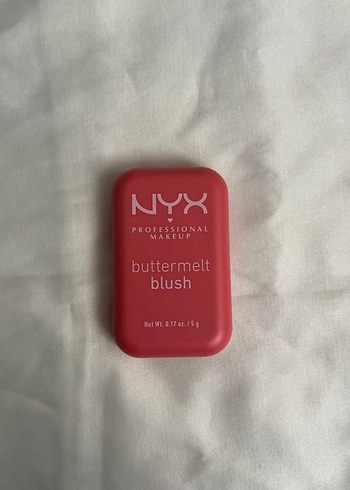 NYX
PROFESSIONAL
MAKEUP
buttermelt
blush
Net Wt. 0.17 oz. / 5 g